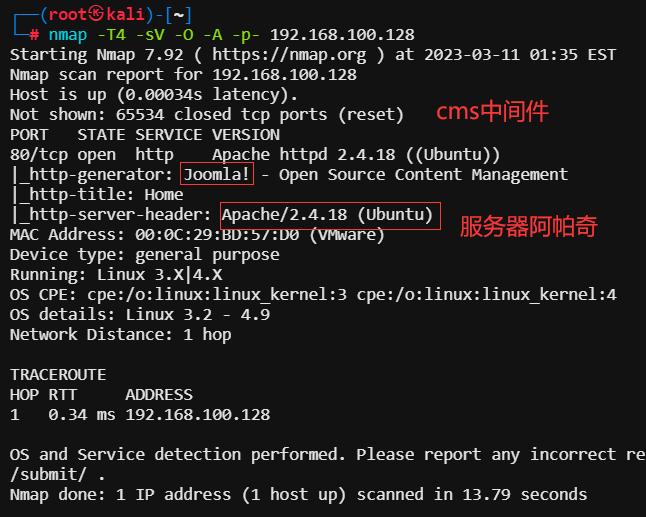 ┌──(root㉿kali)-[~]
└─# nmap -T4 -sV -O -A -p- 192.168.100.128
Starting Nmap 7.92 ( https://nmap.org ) at 2023-03-11 01:35 EST
Nmap scan report for 192.168.100.128
Host is up (0.00034s latency).
Not shown: 65534 closed tcp ports (reset)
cms中间件
PORT   STATE SERVICE VERSION
80/tcp open  http    Apache httpd 2.4.18 ((Ubuntu))
|_http-generator: Joomla! - Open Source Content Management
|_http-title: Home
|_http-server-header: Apache/2.4.18 (Ubuntu)
服务器阿帕奇
MAC Address: 00:0C:29:BD:57:D0 (VMware)
Device type: general purpose
Running: Linux 3.X|4.X
OS CPE: cpe:/o:linux:linux_kernel:3 cpe:/o:linux:linux_kernel:4
OS details: Linux 3.2 - 4.9
Network Distance: 1 hop
TRACEROUTE
HOP RTT     ADDRESS
1   0.34 ms 192.168.100.128
OS and Service detection performed. Please report any incorrect re
/submit/ .
Nmap done: 1 IP address (1 host up) scanned in 13.79 seconds